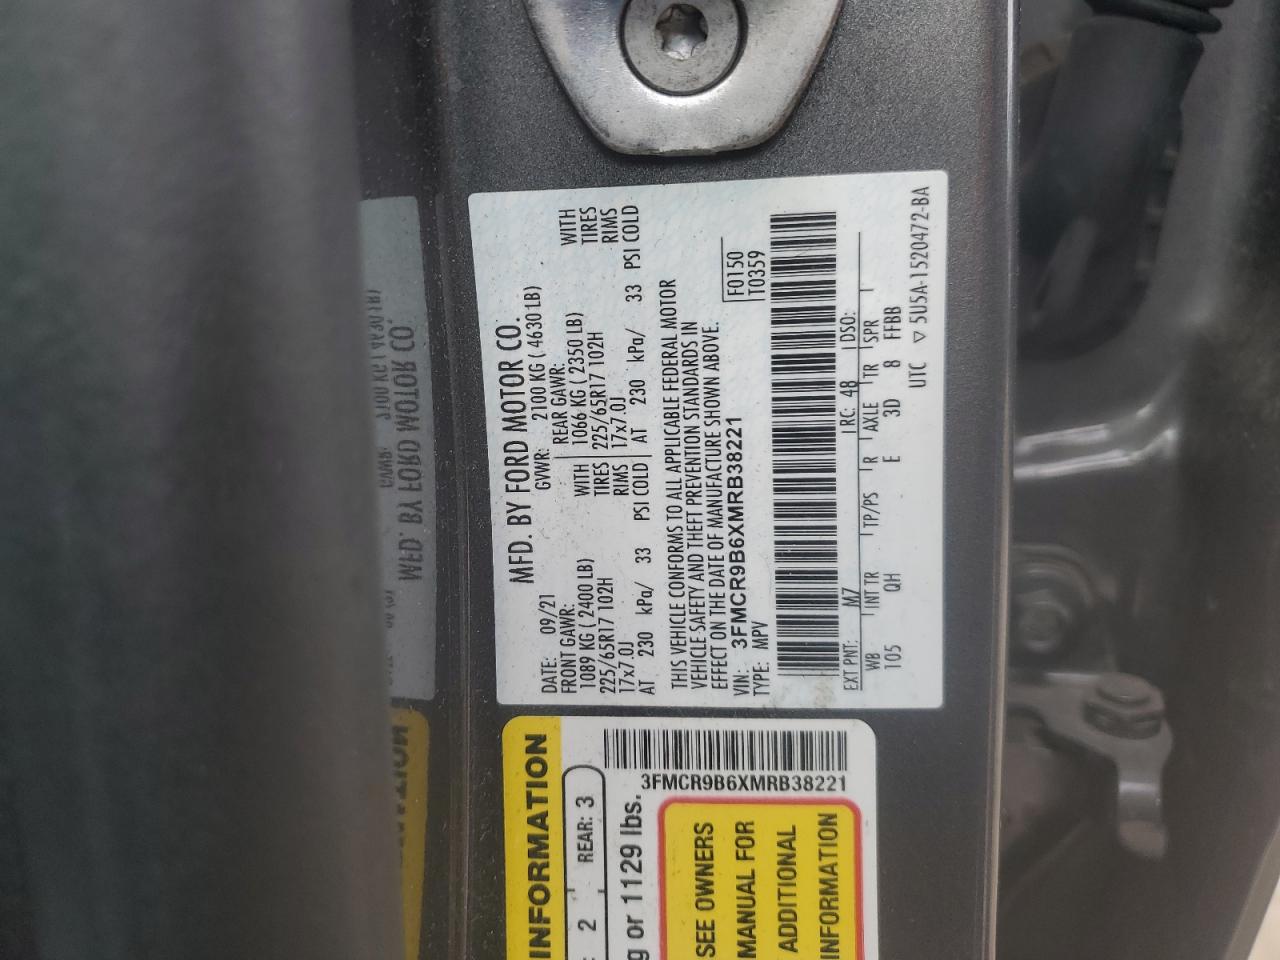 MFD. BY FORD MOTOR CO.
DATE: 09/21 GVWR: 2100 KG ( 4630 LB)
FRONT GAWR: REAR GAWR:
1089 KG ( 2400 LB) WITH 1066 KG ( 2350 LB) WITH
225/65R17 102H TIRES 225/65R17 102H TIRES
17x7.0J RIMS 17x7.0J RIMS
AT 230 kPa/ 33 PSI COLD AT 230 kPa/ 33 PSI COLD
THIS VEHICLE CONFORMS TO ALL APPLICABLE FEDERAL MOTOR
VEHICLE SAFETY AND THEFT PREVENTION STANDARDS IN
EFFECT ON THE DATE OF MANUFACTURE SHOWN ABOVE.
VIN: 3FMCR9B6XMRB38221
TYPE: MPV
F0150
T0359
EXT PNT: M7 RC: 48 DSO:
WB INT TR TP/PS R AXLE TR SPR
105 QH E 3D 8 FFBB
UTC ▽ 5U5A-1520472-BA
INFORMATION
: 2 REAR: 3
g or 1129 lbs.
3FMCR9B6XMRB38221
SEE OWNERS
MANUAL FOR
ADDITIONAL
INFORMATION